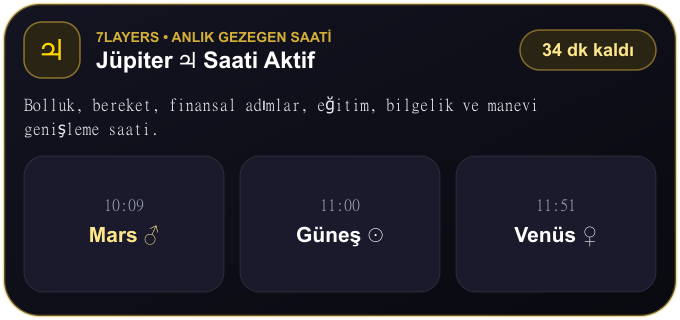 ♃
7LAYERS • ANLIK GEZEGEN SAATİ
Jüpiter ♃ Saati Aktif
34 dk kaldı
Bolluk, bereket, finansal adımlar, eğitim, bilgelik ve manevi
genişleme saati.
10:09
Mars ♂
11:00
Güneş ☉
11:51
Venüs ♀